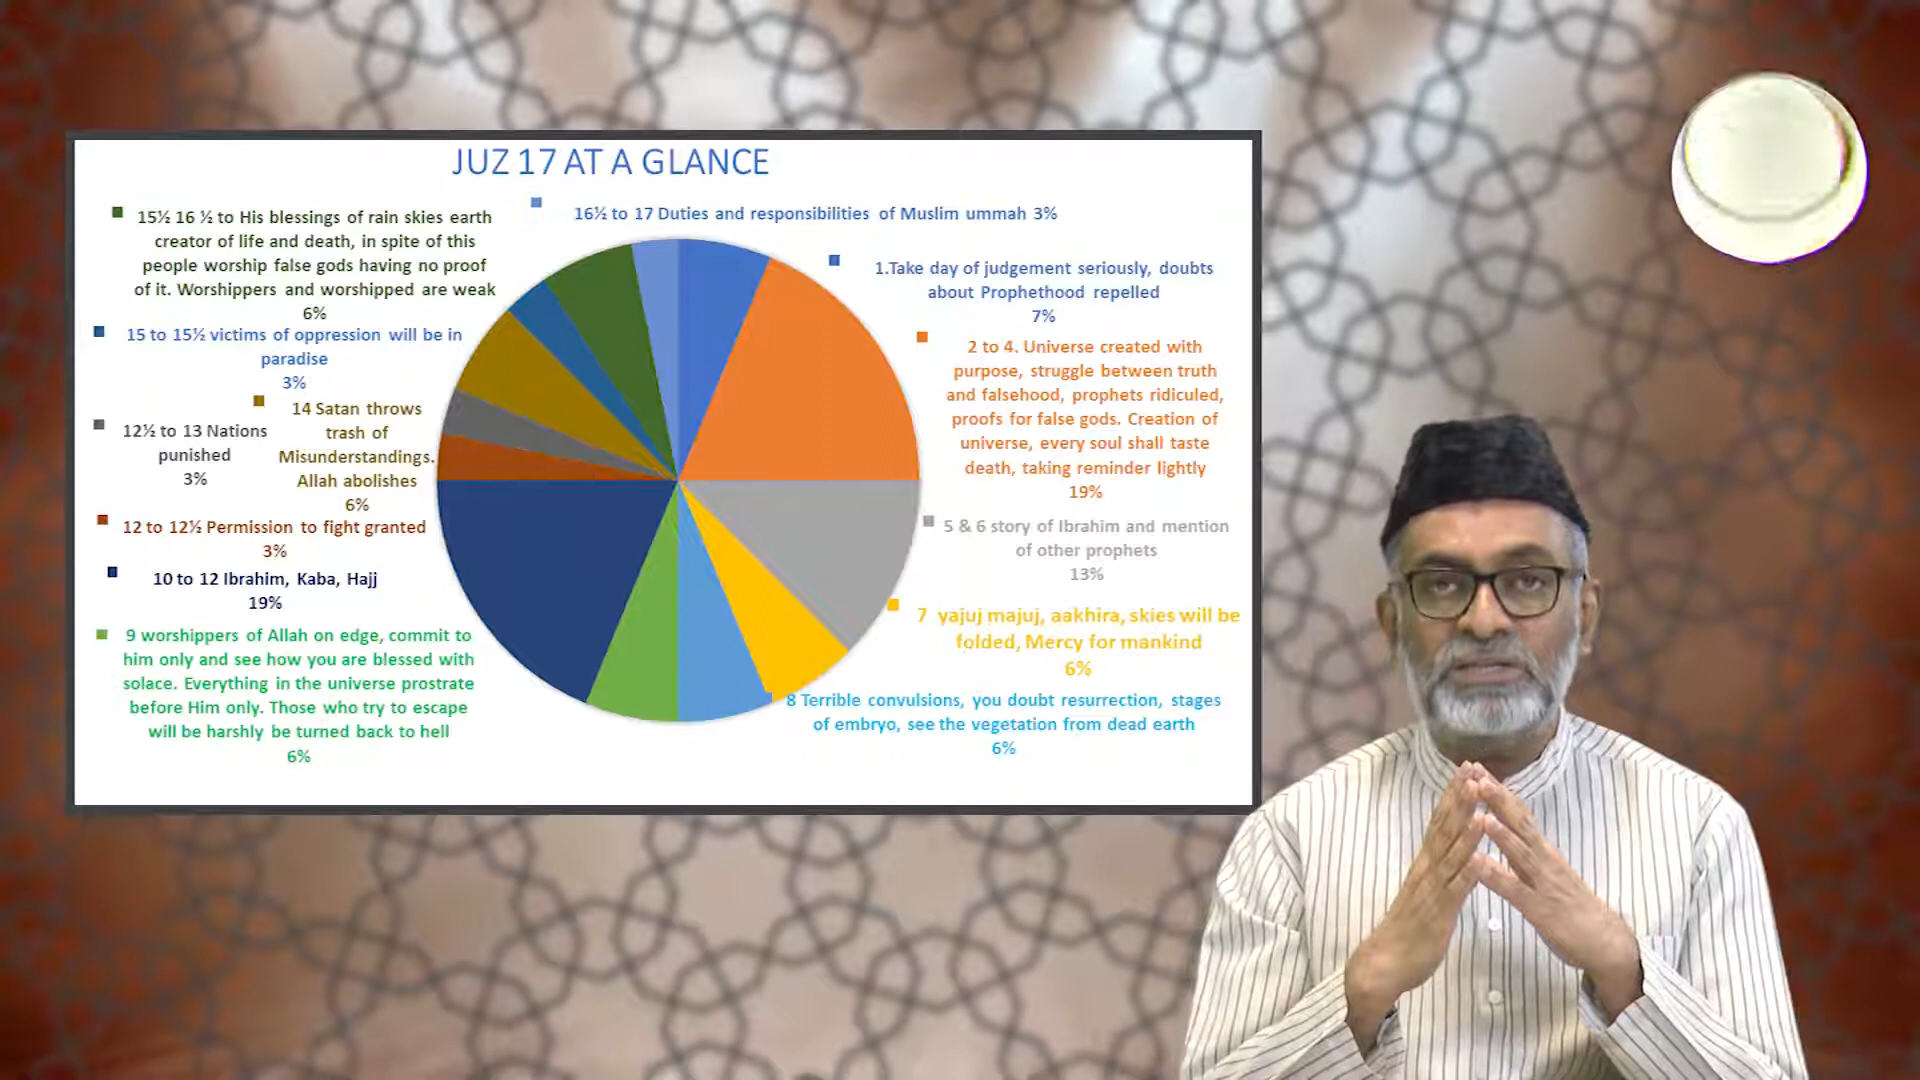 JUZ 17 AT A GLANCE
16½ to 17 Duties and responsibilities of Muslim ummah 3%
1.Take day of judgement seriously, doubts
about Prophethood repelled
7%
2 to 4. Universe created with
purpose, struggle between truth
and falsehood, prophets ridiculed,
proofs for false gods. Creation of
universe, every soul shall taste
death, taking reminder lightly
19%
5 & 6 story of Ibrahim and mention
of other prophets
13%
7 yajuj majuj, aakhira, skies will be
folded, Mercy for mankind
6%
8 Terrible convulsions, you doubt resurrection, stages
of embryo, see the vegetation from dead earth
6%
9 worshippers of Allah on edge, commit to
him only and see how you are blessed with
solace. Everything in the universe prostrate
before Him only. Those who try to escape
will be harshly be turned back to hell
6%
10 to 12 Ibrahim, Kaba, Hajj
19%
12 to 12½ Permission to fight granted
3%
12½ to 13 Nations
punished
3%
14 Satan throws
trash of
Misunderstandings.
Allah abolishes
6%
15 to 15½ victims of oppression will be in
paradise
3%
15½ 16 ½ to His blessings of rain skies earth
creator of life and death, in spite of this
people worship false gods having no proof
of it. Worshippers and worshipped are weak
6%